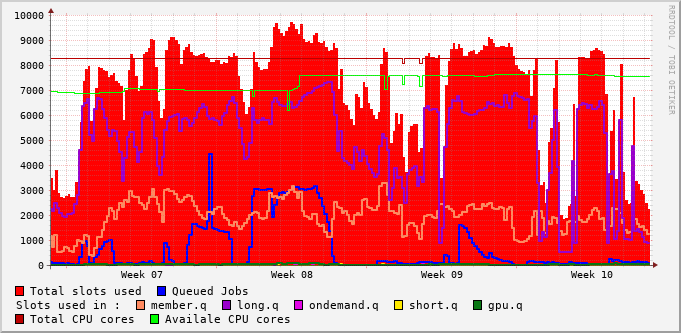 10000
9000
8000
7000
6000
5000
4000
3000
2000
1000
0
Week 07 Week 08 Week 09 Week 10
Total slots used Queued Jobs
Slots used in : member.q long.q ondemand.q short.q gpu.q
Total CPU cores Availale CPU cores
RRDTOOL / TOBI OETIKER